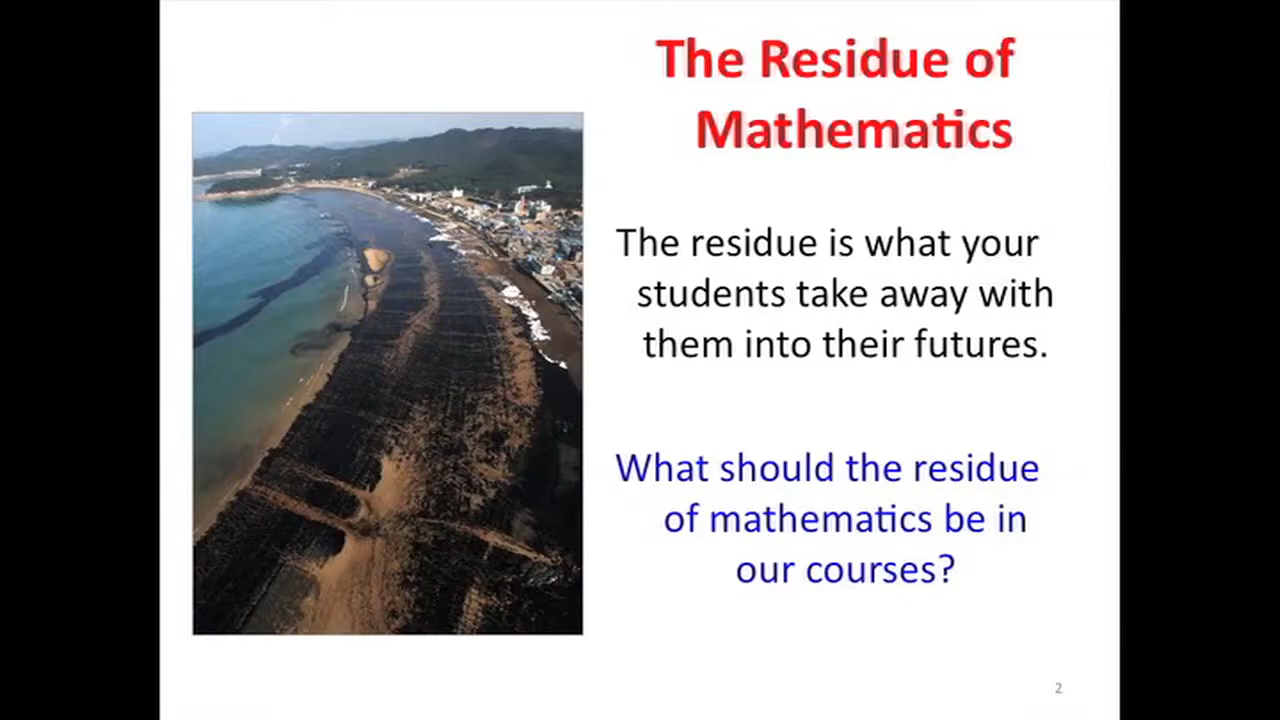 The Residue of
Mathematics
The residue is what your
students take away with
them into their futures.
What should the residue
of mathematics be in
our courses?
2